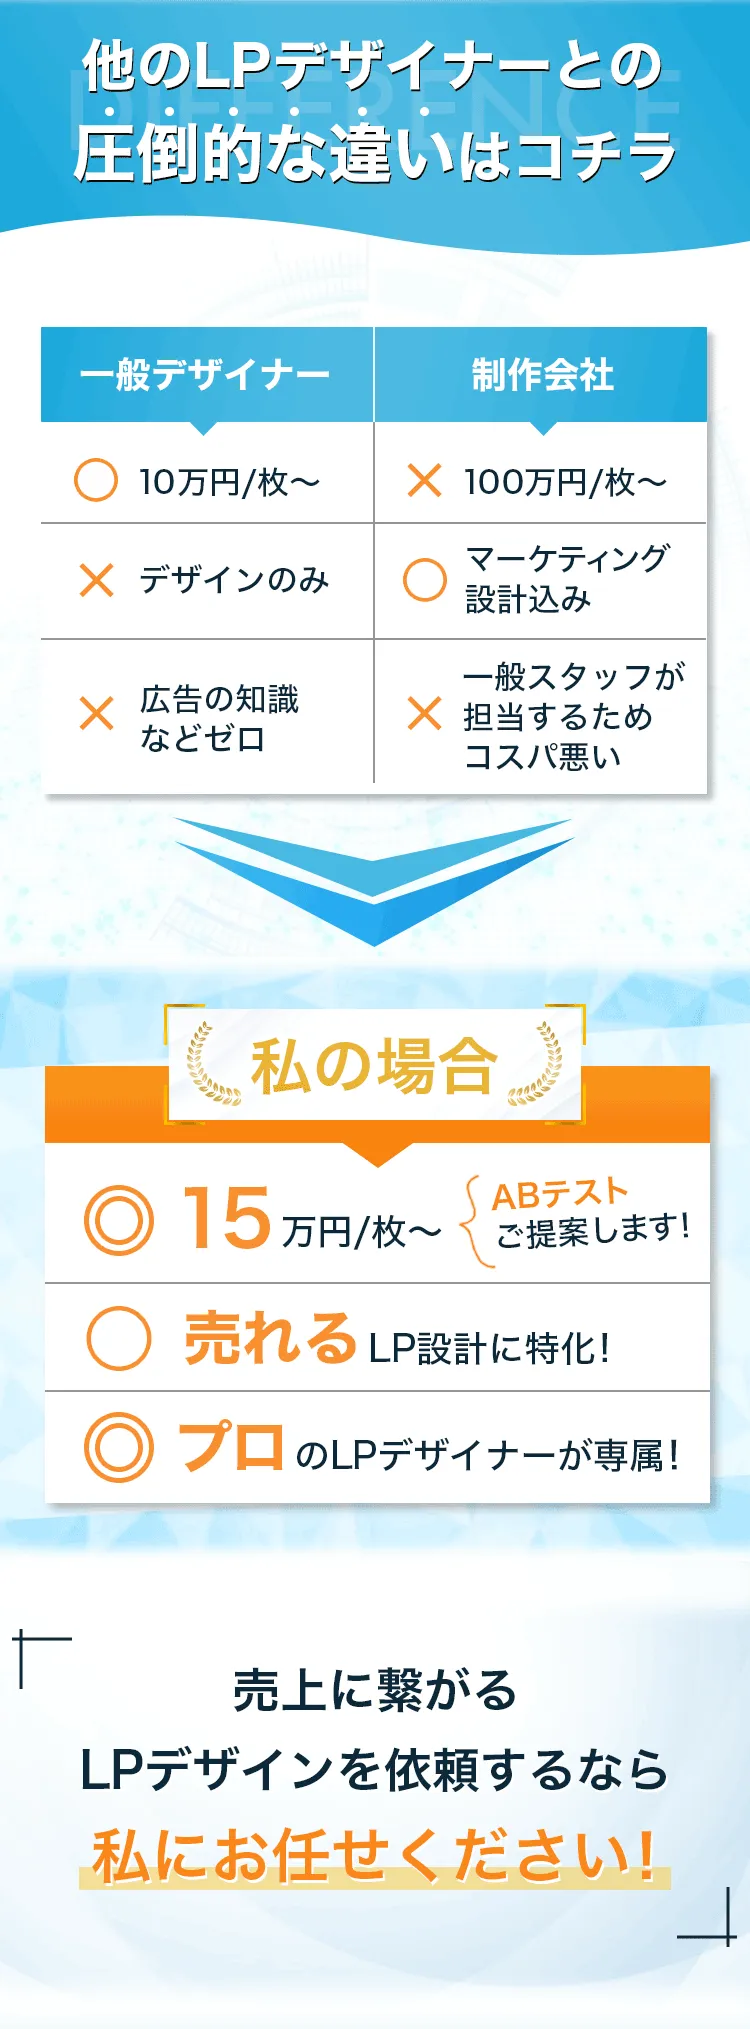 DIFFERENCE
他のLPデザイナーとの
圧倒的な違いはコチラ
一般デザイナー
制作会社
○ 10万円/枚〜
× 100万円/枚〜
× デザインのみ
○ マーケティング
設計込み
× 広告の知識
などゼロ
× 一般スタッフが
担当するため
コスパ悪い
私の場合
◎ 15万円/枚〜
ABテスト
ご提案します!
○ 売れるLP設計に特化!
◎ プロのLPデザイナーが専属!
売上に繋がる
LPデザインを依頼するなら
私にお任せください!